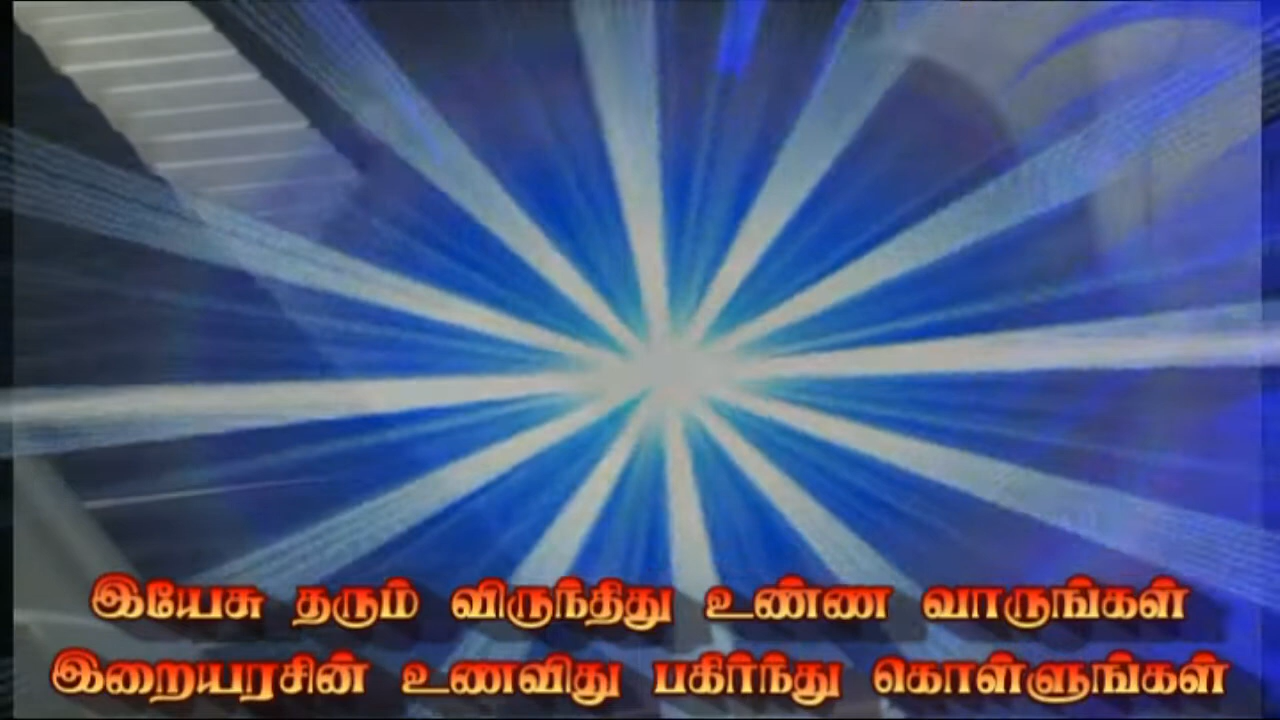 இயேசு தரும் விருந்திது உண்ண வாருங்கள்
இறையரசின் உணவிது பகிர்ந்து கொள்ளுங்கள்